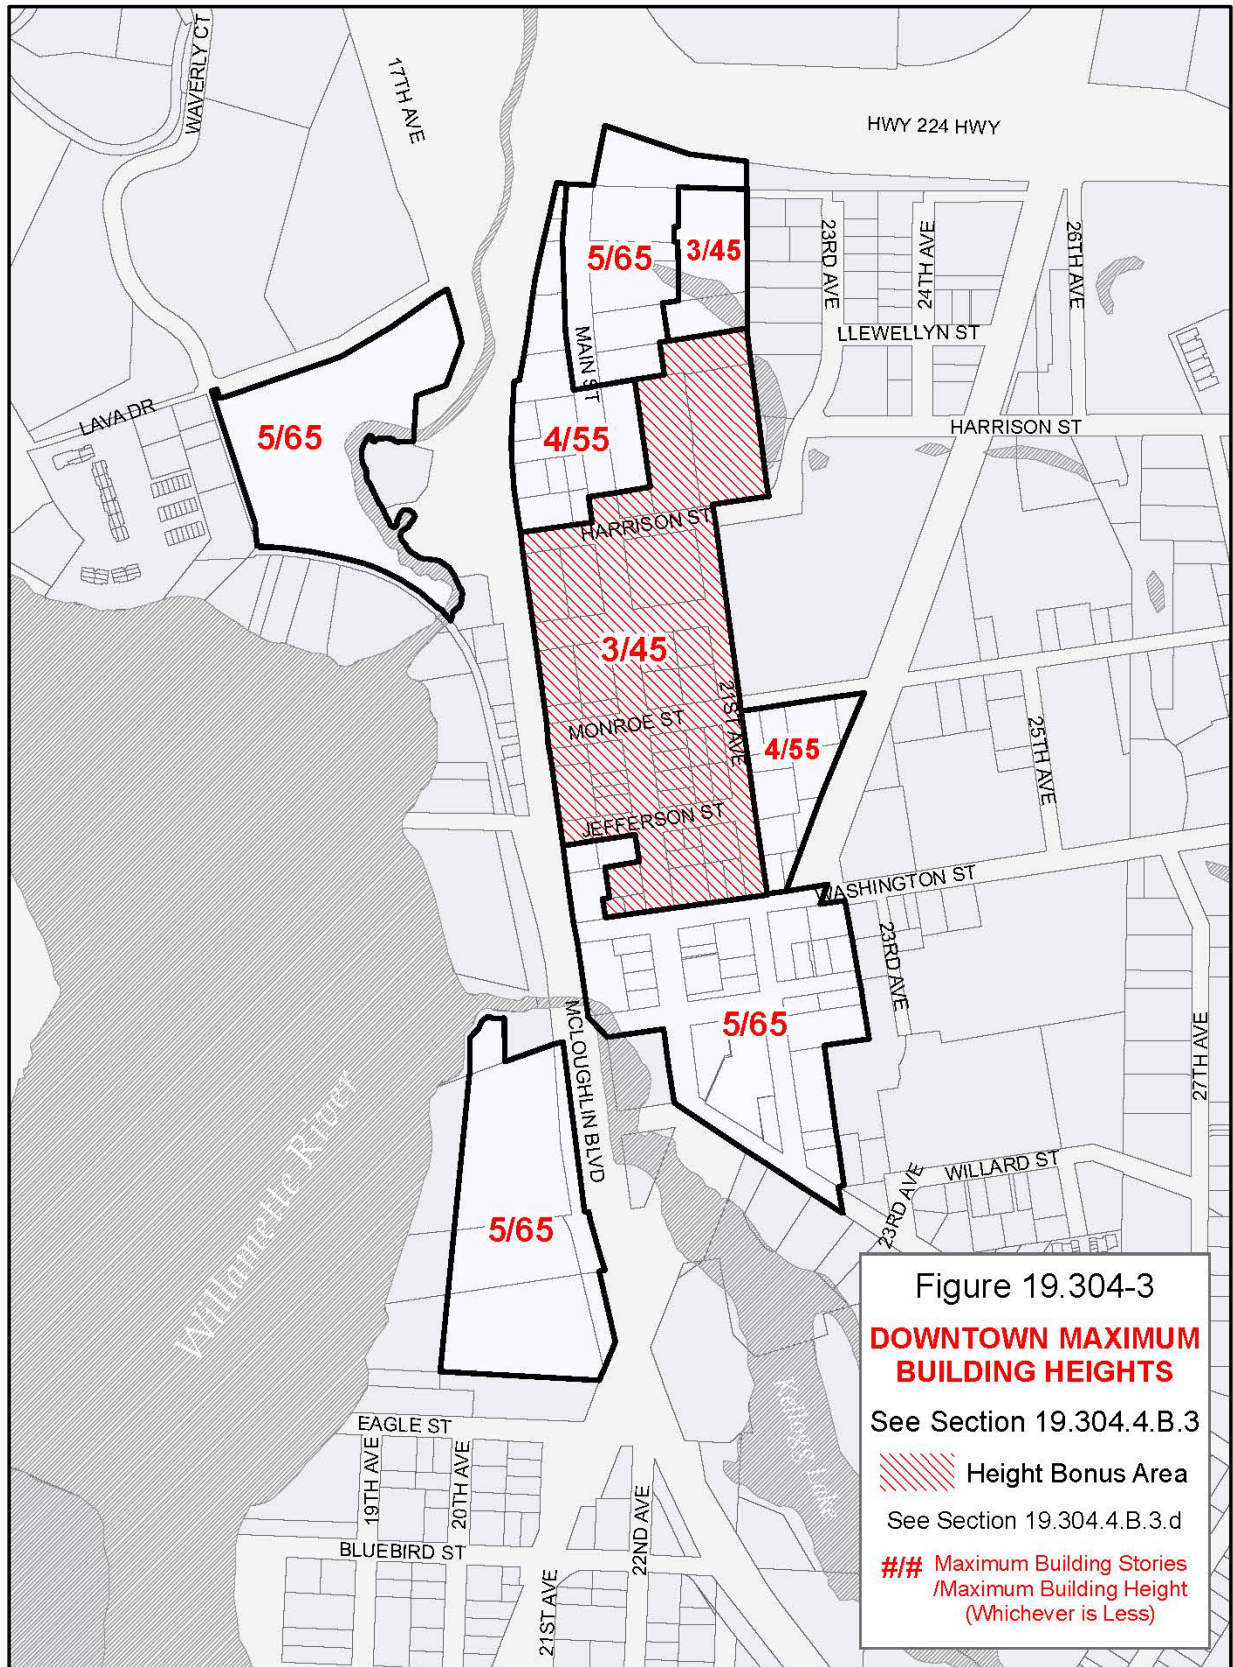 WAVERLY CT
17TH AVE
HWY 224 HWY
5/65
3/45
23RD AVE
24TH AVE
26TH AVE
MAIN ST
LLEWELLYN ST
LAVA DR
5/65
4/55
HARRISON ST
HARRISON ST
3/45
21ST AVE
MONROE ST
4/55
25TH AVE
JEFFERSON ST
WASHINGTON ST
23RD AVE
MCLOUGHLIN BLVD
5/65
27TH AVE
Willamette River
WILLARD ST
23RD AVE
5/65
Kellogg Lake
EAGLE ST
19TH AVE
20TH AVE
22ND AVE
BLUEBIRD ST
21ST AVE
Figure 19.304-3
DOWNTOWN MAXIMUM
BUILDING HEIGHTS
See Section 19.304.4.B.3
Height Bonus Area
See Section 19.304.4.B.3.d
#/# Maximum Building Stories
/Maximum Building Height
(Whichever is Less)